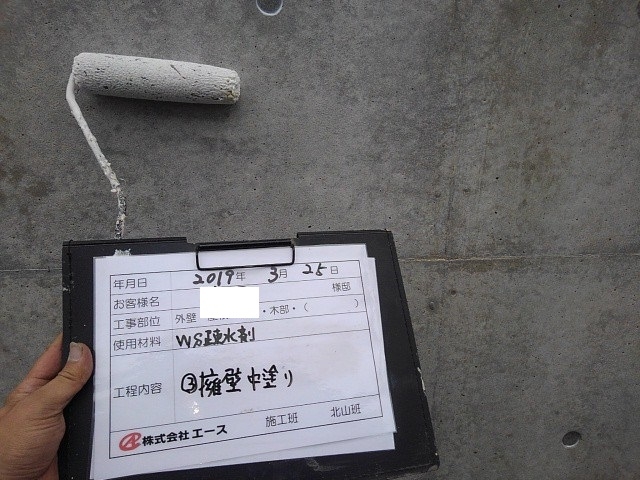 年月日 2019年 3月 25日
お客様名 様邸
工事部位 外壁・ ・木部・( )
使用材料 WS疎水剤
工程内容 ③擁壁中塗り
株式会社エース 施工班 北山班